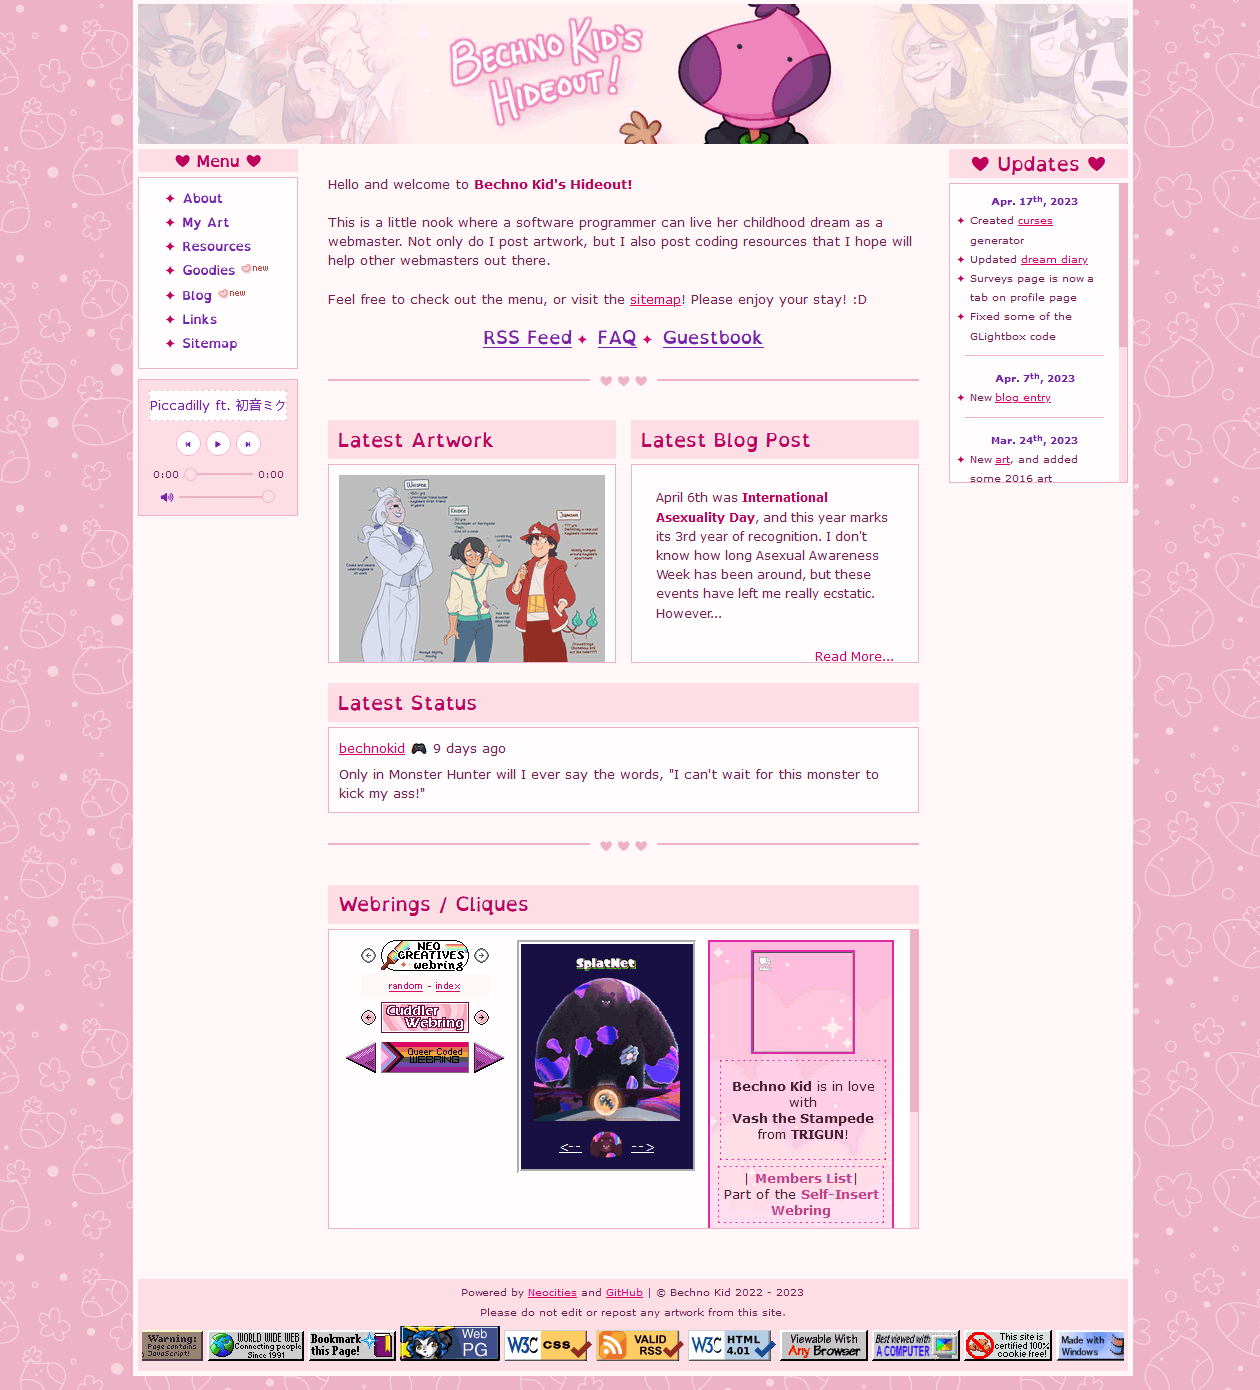 BECHNO KID'S
HIDEOUT!
Menu
About
My Art
Resources
Goodies new
Blog new
Links
Sitemap
Piccadilly ft. 初音ミク
0:00 0:00
Hello and welcome to Bechno Kid's Hideout!
This is a little nook where a software programmer can live her childhood dream as a
webmaster. Not only do I post artwork, but I also post coding resources that I hope will
help other webmasters out there.
Feel free to check out the menu, or visit the sitemap! Please enjoy your stay! :D
RSS Feed ✦ FAQ ✦ Guestbook
Updates
Apr. 17th, 2023
Created curses
generator
Updated dream diary
Surveys page is now a
tab on profile page
Fixed some of the
GLightbox code
Apr. 7th, 2023
New blog entry
Mar. 24th, 2023
New art, and added
some 2016 art
Latest Artwork
WHISPER
KAYBEE
Latest Blog Post
April 6th was International
Asexuality Day, and this year marks
its 3rd year of recognition. I don't
know how long Asexual Awareness
Week has been around, but these
events have left me really ecstatic.
However...
Read More...
Latest Status
bechnokid 🎮 9 days ago
Only in Monster Hunter will I ever say the words, "I can't wait for this monster to
kick my ass!"
Webrings / Cliques
NEO
CREATIVES
webring
random - index
Cuddler
Webring
Queer Coded
WEBRING
SplatNet
<-- -->
Bechno Kid is in love
with
Vash the Stampede
from TRIGUN!
| Members List|
Part of the Self-Insert
Webring
Powered by Neocities and GitHub | © Bechno Kid 2022 - 2023
Please do not edit or repost any artwork from this site.
Warning:
Page contains
JavaScript!
WORLD WIDE WEB
Connecting people
Since 1991
Bookmark
this Page!
Web
PG
W3C CSS
VALID
RSS
W3C HTML
4.01
Viewable With
Any Browser
Best viewed with
A COMPUTER
This site is
certified 100%
cookie free!
Made with
Windows